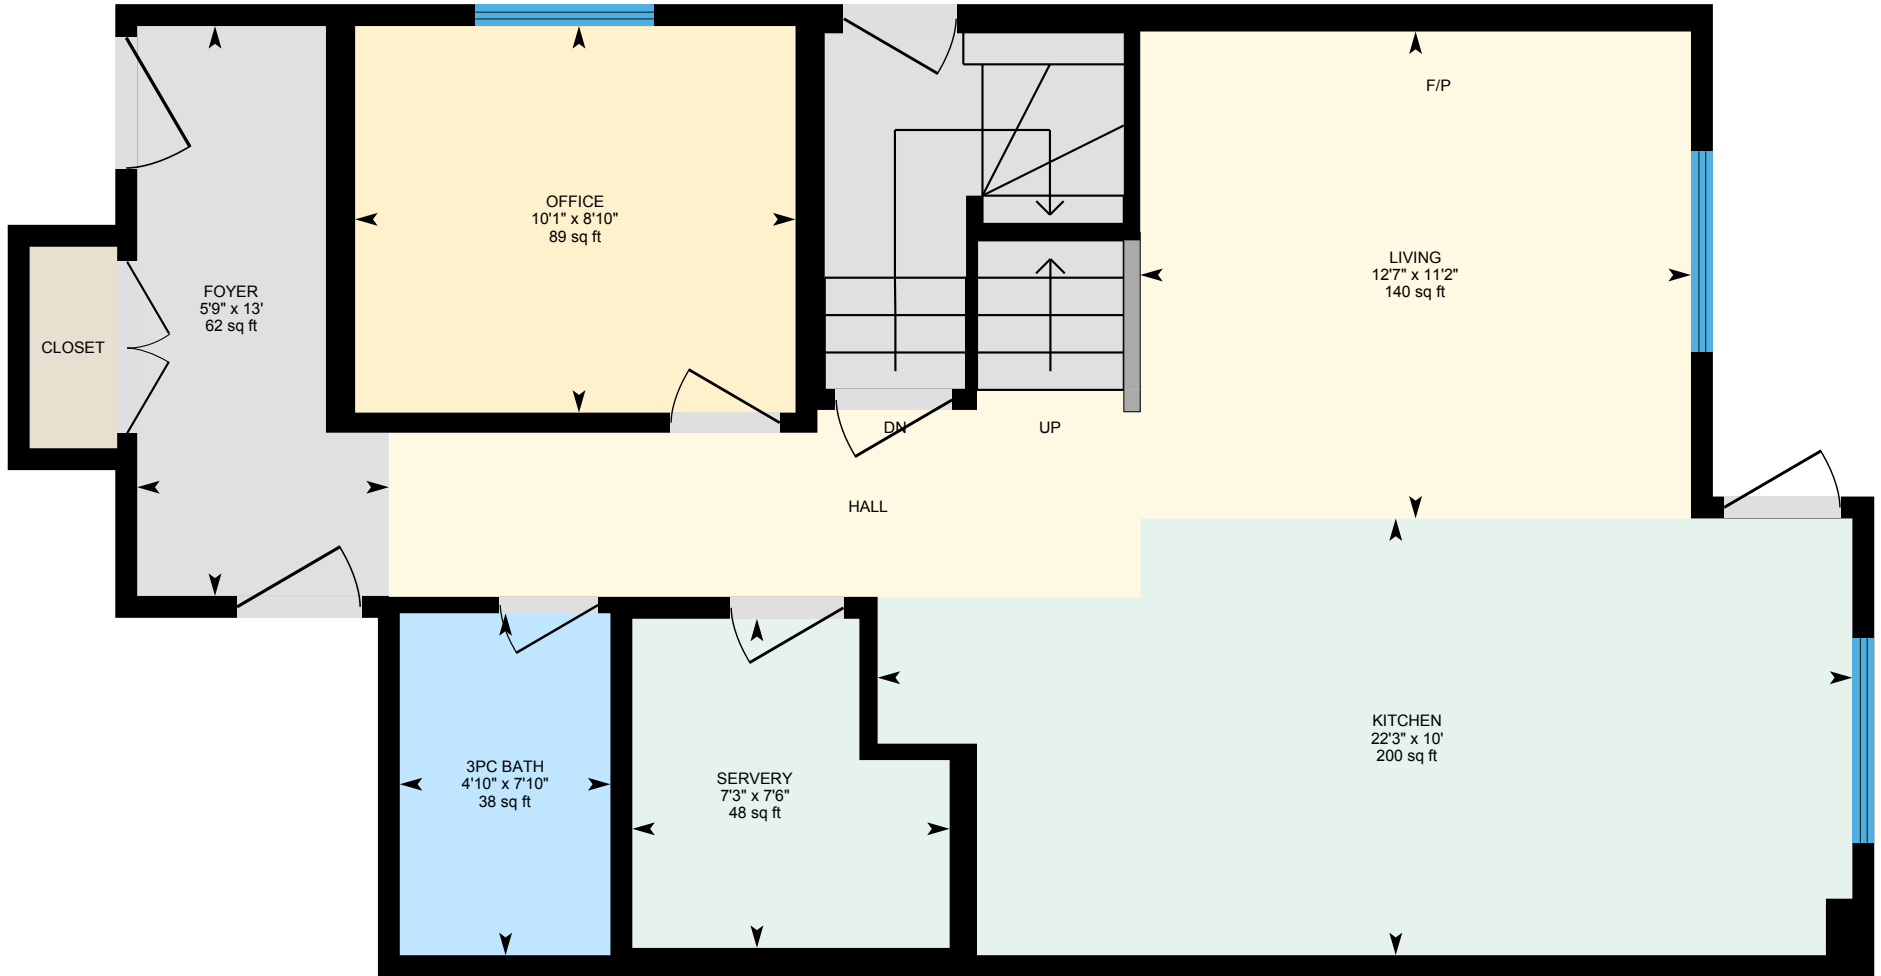 F/P
OFFICE
10'1" x 8'10"
89 sq ft
LIVING
12'7" x 11'2"
140 sq ft
FOYER
5'9" x 13'
62 sq ft
CLOSET
DN
UP
HALL
KITCHEN
22'3" x 10'
200 sq ft
3PC BATH
4'10" x 7'10"
38 sq ft
SERVERY
7'3" x 7'6"
48 sq ft